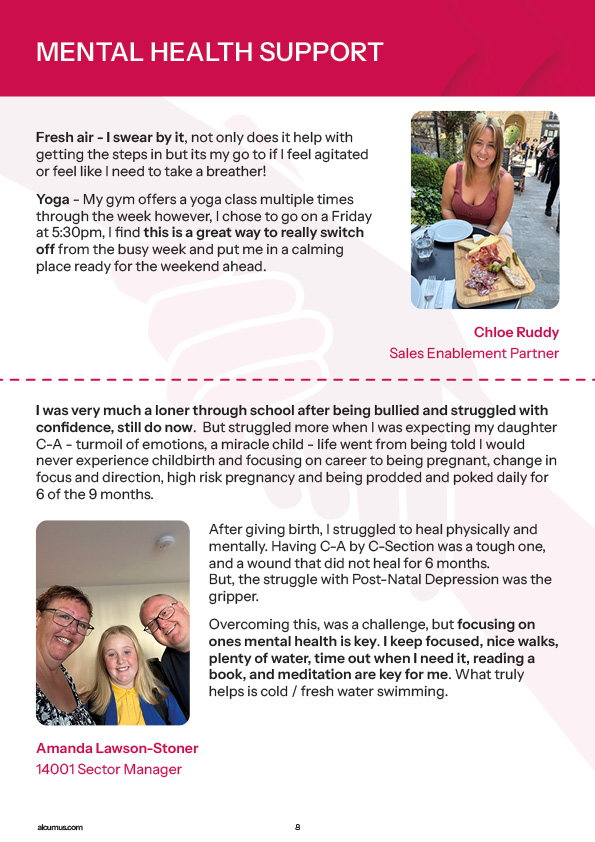 MENTAL HEALTH SUPPORT
Fresh air - I swear by it, not only does it help with
getting the steps in but its my go to if I feel agitated
or feel like I need to take a breather!
Yoga - My gym offers a yoga class multiple times
through the week however, I chose to go on a Friday
at 5:30pm, I find this is a great way to really switch
off from the busy week and put me in a calming
place ready for the weekend ahead.
Chloe Ruddy
Sales Enablement Partner
I was very much a loner through school after being bullied and struggled with
confidence, still do now. But struggled more when I was expecting my daughter
C-A - turmoil of emotions, a miracle child - life went from being told I would
never experience childbirth and focusing on career to being pregnant, change in
focus and direction, high risk pregnancy and being prodded and poked daily for
6 of the 9 months.
After giving birth, I struggled to heal physically and
mentally. Having C-A by C-Section was a tough one,
and a wound that did not heal for 6 months.
But, the struggle with Post-Natal Depression was the
gripper.
Overcoming this, was a challenge, but focusing on
ones mental health is key. I keep focused, nice walks,
plenty of water, time out when I need it, reading a
book, and meditation are key for me. What truly
helps is cold / fresh water swimming.
Amanda Lawson-Stoner
14001 Sector Manager
alcumus.com
8